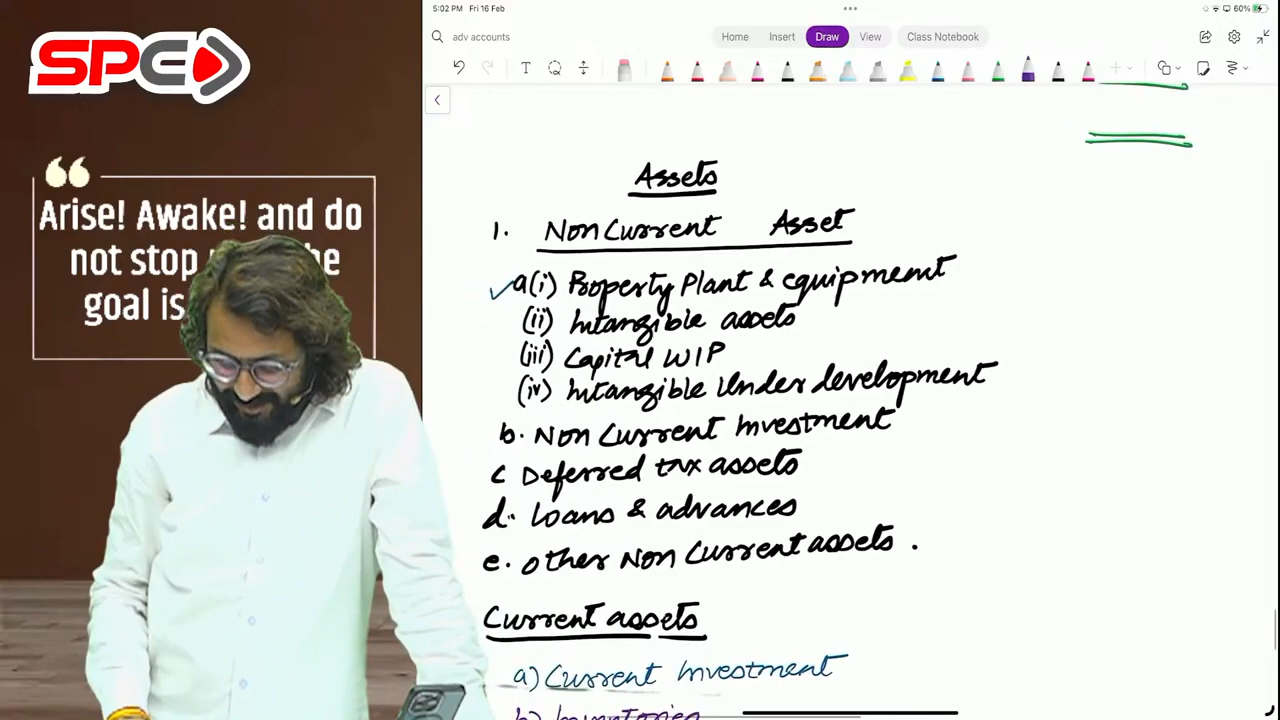 5:02 PM Fri 16 Feb
60%
adv accounts
Home Insert Draw View Class Notebook
SPE
Arise! Awake! and do
not stop
the
goal is
Assets
1. Non Current Asset
a(i) Property Plant & equipment
(ii) Intangible assets
(iii) Capital WIP
(iv) Intangible Under development
b. Non Current Investment
c Deferred tax assets
d. Loans & advances
e. other Non Current assets .
Current assets
a) Current Investment
b) Inventories